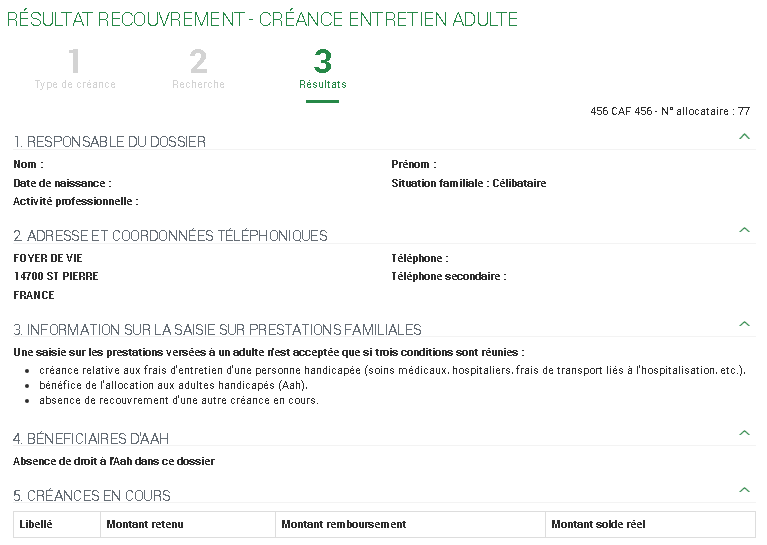 RÉSULTAT RECOUVREMENT - CRÉANCE ENTRETIEN ADULTE
1 2 3
Type de créance Recherche Résultats
456 CAF 456 - N° allocataire : 77
1. RESPONSABLE DU DOSSIER
Nom : Prénom :
Date de naissance : Situation familiale : Célibataire
Activité professionnelle :
2. ADRESSE ET COORDONNÉES TÉLÉPHONIQUES
FOYER DE VIE Téléphone :
14700 ST PIERRE Téléphone secondaire :
FRANCE
3. INFORMATION SUR LA SAISIE SUR PRESTATIONS FAMILIALES
Une saisie sur les prestations versées à un adulte n'est acceptée que si trois conditions sont réunies :
• créance relative aux frais d'entretien d'une personne handicapée (soins médicaux, hospitaliers, frais de transport liés à l'hospitalisation, etc.),
• bénéfice de l'allocation aux adultes handicapés (Aah),
• absence de recouvrement d'une autre créance en cours.
4. BÉNEFICIAIRES D'AAH
Absence de droit à l'Aah dans ce dossier
5. CRÉANCES EN COURS
Libellé Montant retenu Montant remboursement Montant solde réel